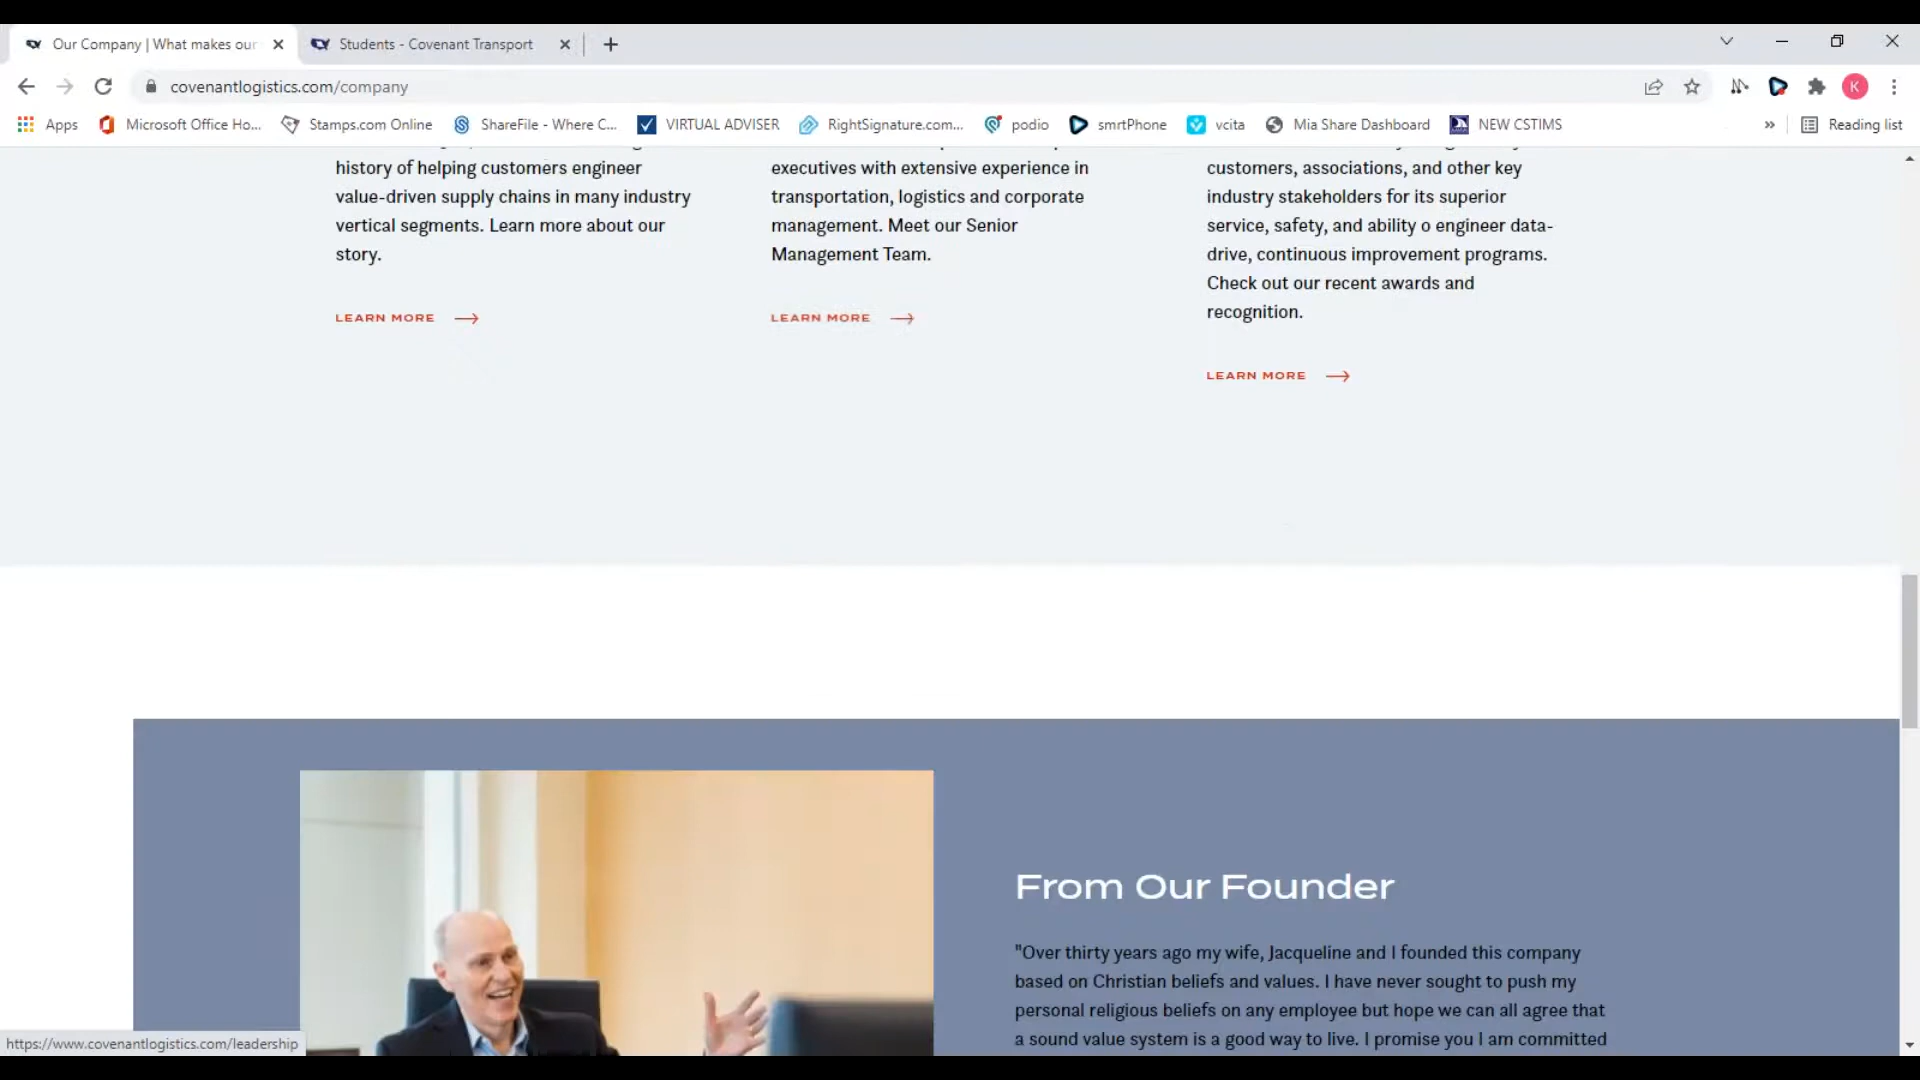 Our Company | What makes our
Students - Covenant Transport
covenantlogistics.com/company
K
Apps
Microsoft Office Ho...
Stamps.com Online
ShareFile - Where C...
VIRTUAL ADVISER
RightSignature.com...
podio
smrtPhone
vcita
Mia Share Dashboard
NEW CSTIMS
»
Reading list
history of helping customers engineer
value-driven supply chains in many industry
vertical segments. Learn more about our
story.
LEARN MORE
executives with extensive experience in
transportation, logistics and corporate
management. Meet our Senior
Management Team.
LEARN MORE
customers, associations, and other key
industry stakeholders for its superior
service, safety, and ability o engineer data-
drive, continuous improvement programs.
Check out our recent awards and
recognition.
LEARN MORE
From Our Founder
"Over thirty years ago my wife, Jacqueline and I founded this company
based on Christian beliefs and values. I have never sought to push my
personal religious beliefs on any employee but hope we can all agree that
a sound value system is a good way to live. I promise you I am committed
https://www.covenantlogistics.com/leadership